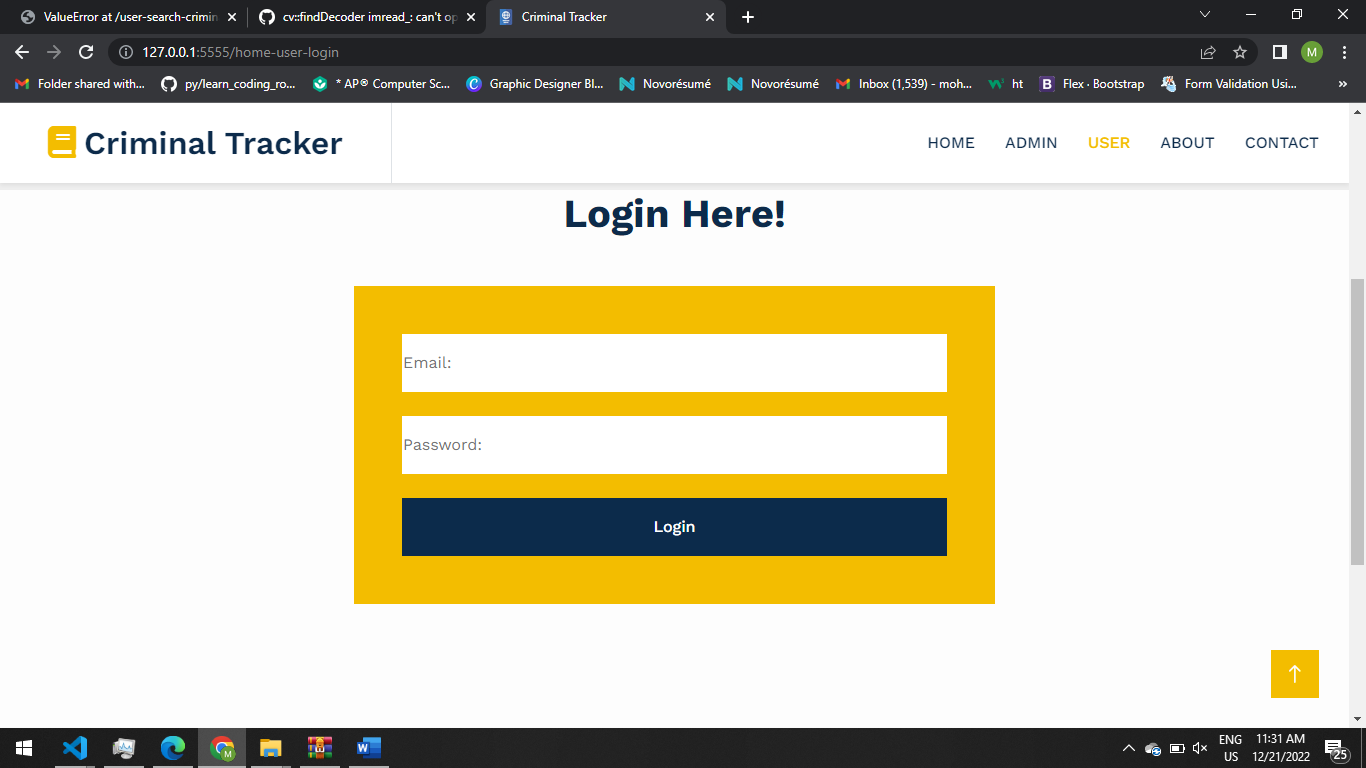 ValueError at /user-search-crimin
cv::findDecoder imread_: can't op
Criminal Tracker
127.0.0.1:5555/home-user-login
M
Folder shared with...
py/learn_coding_ro...
* AP® Computer Sc...
Graphic Designer Bl...
Novorésumé
Novorésumé
Inbox (1,539) - moh...
ht
Flex · Bootstrap
Form Validation Usi...
»
Criminal Tracker
HOME
ADMIN
USER
ABOUT
CONTACT
Login Here!
Email:
Password:
Login
ENG
US
11:31 AM
12/21/2022
25